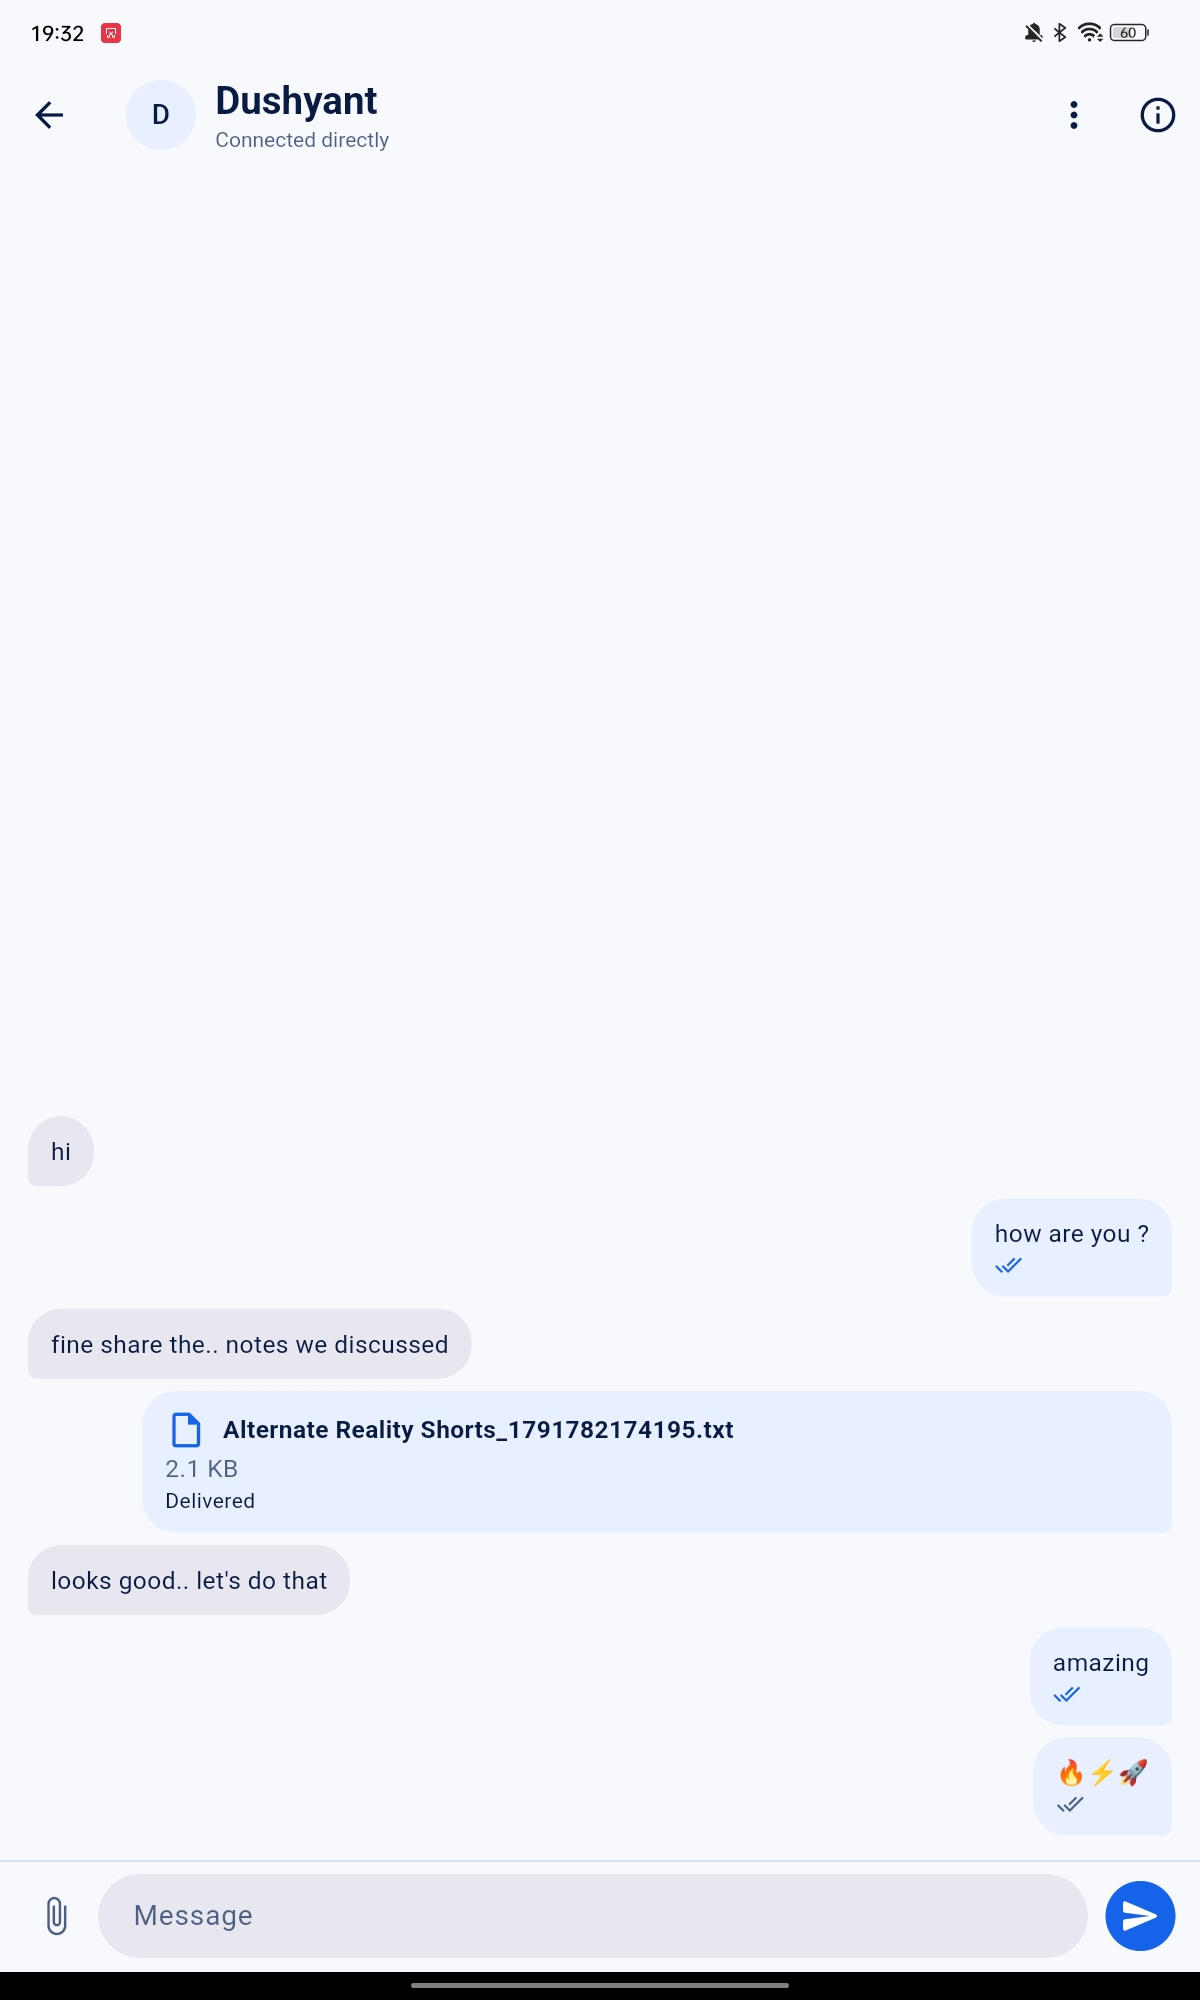 19:32
60
D
Dushyant
Connected directly
hi
how are you ?
fine share the.. notes we discussed
Alternate Reality Shorts_1791782174195.txt
2.1 KB
Delivered
looks good.. let's do that
amazing
🔥⚡🚀
Message